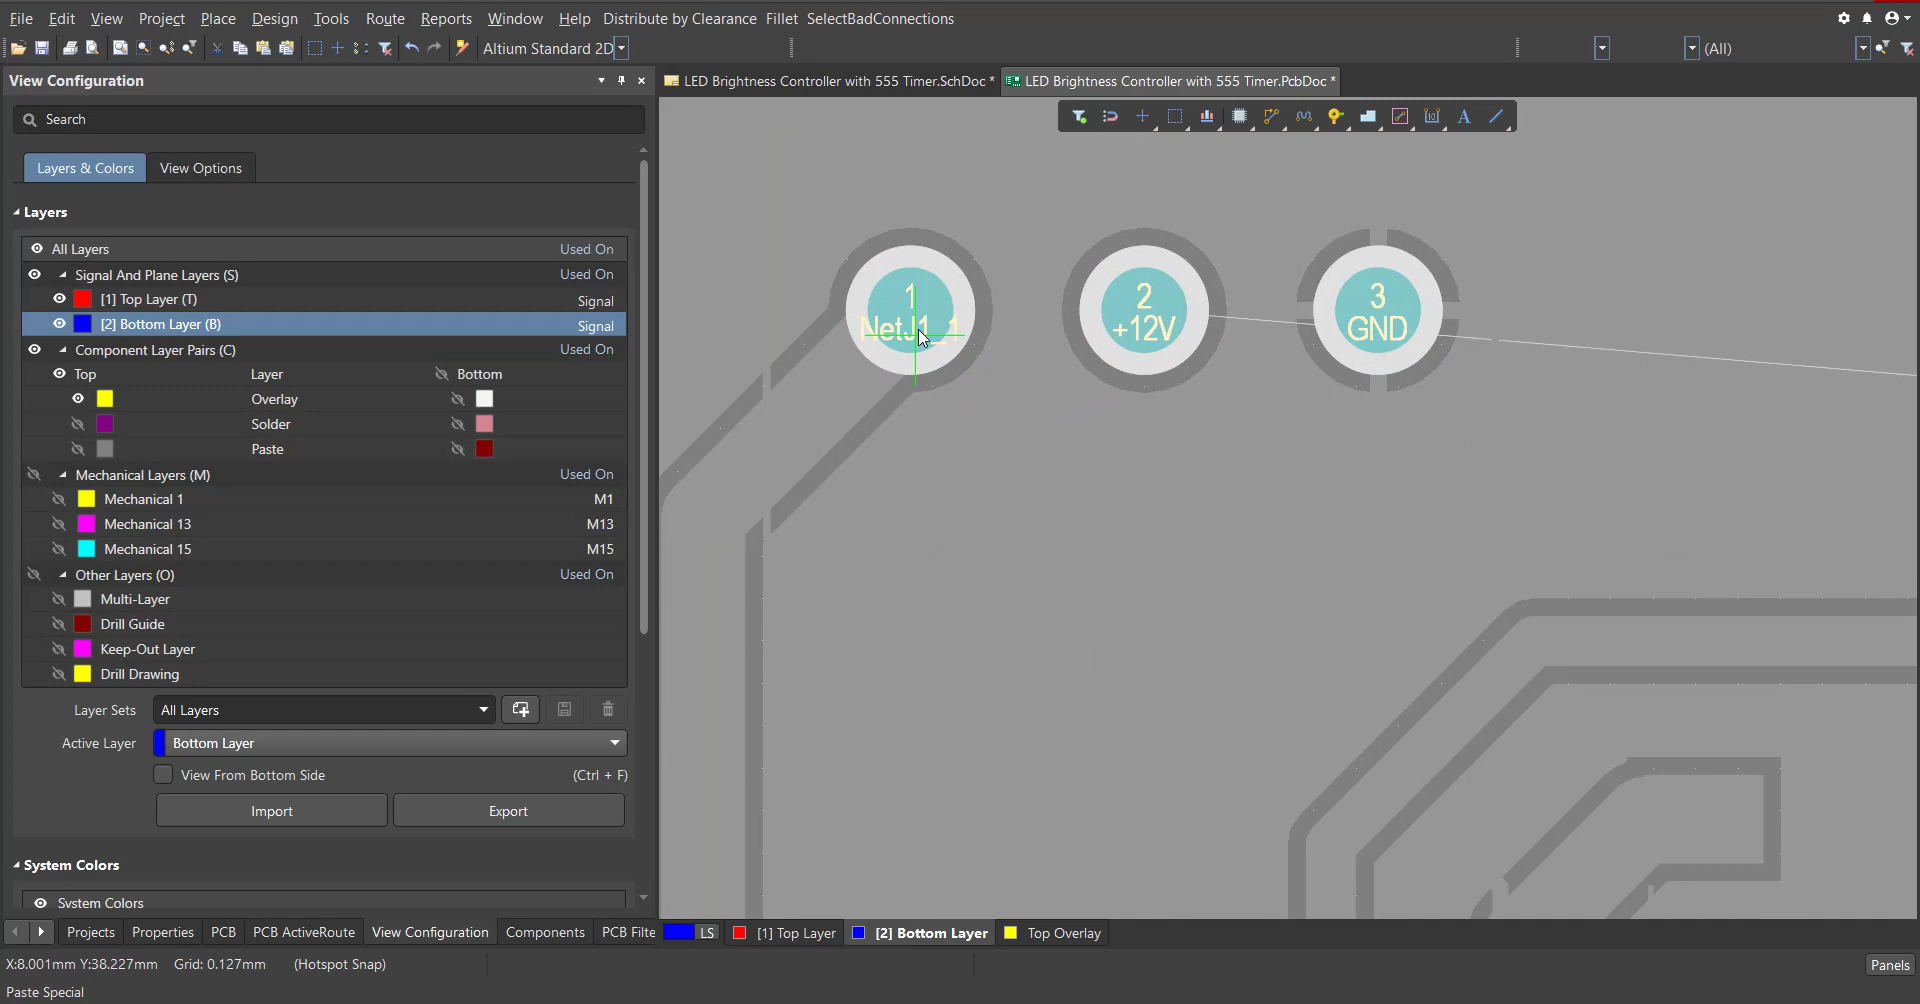 File Edit View Project Place Design Tools Route Reports Window Help Distribute by Clearance Fillet SelectBadConnections
Altium Standard 2D
(All)
View Configuration
LED Brightness Controller with 555 Timer.SchDoc *
LED Brightness Controller with 555 Timer.PcbDoc *
Search
Layers & Colors
View Options
Layers
All Layers Used On
Signal And Plane Layers (S) Used On
[1] Top Layer (T) Signal
[2] Bottom Layer (B) Signal
Component Layer Pairs (C) Used On
Top Layer Bottom
Overlay
Solder
Paste
Mechanical Layers (M) Used On
Mechanical 1 M1
Mechanical 13 M13
Mechanical 15 M15
Other Layers (O) Used On
Multi-Layer
Drill Guide
Keep-Out Layer
Drill Drawing
Layer Sets All Layers
Active Layer Bottom Layer
View From Bottom Side (Ctrl + F)
Import
Export
System Colors
System Colors
1
NetJ1_1
2
+12V
3
GND
Projects Properties PCB PCB ActiveRoute View Configuration Components PCB Filte
LS [1] Top Layer [2] Bottom Layer Top Overlay
X:8.001mm Y:38.227mm Grid: 0.127mm (Hotspot Snap)
Panels
Paste Special